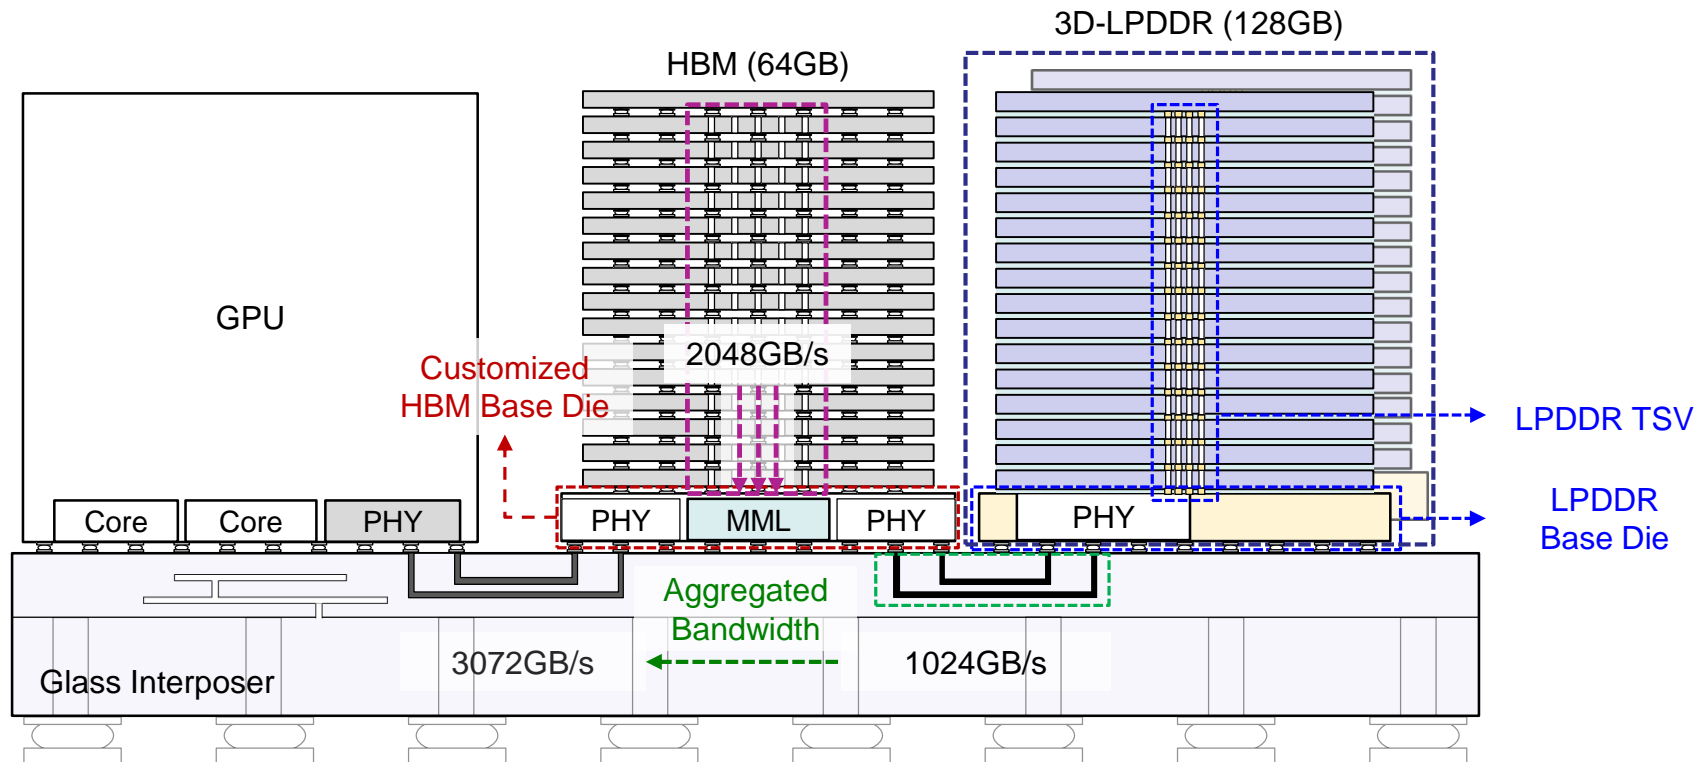 3D-LPDDR (128GB)
HBM (64GB)
GPU
2048GB/s
Customized
HBM Base Die
LPDDR TSV
LPDDR
Base Die
Core
Core
PHY
PHY
MML
PHY
PHY
Aggregated
Bandwidth
3072GB/s
1024GB/s
Glass Interposer